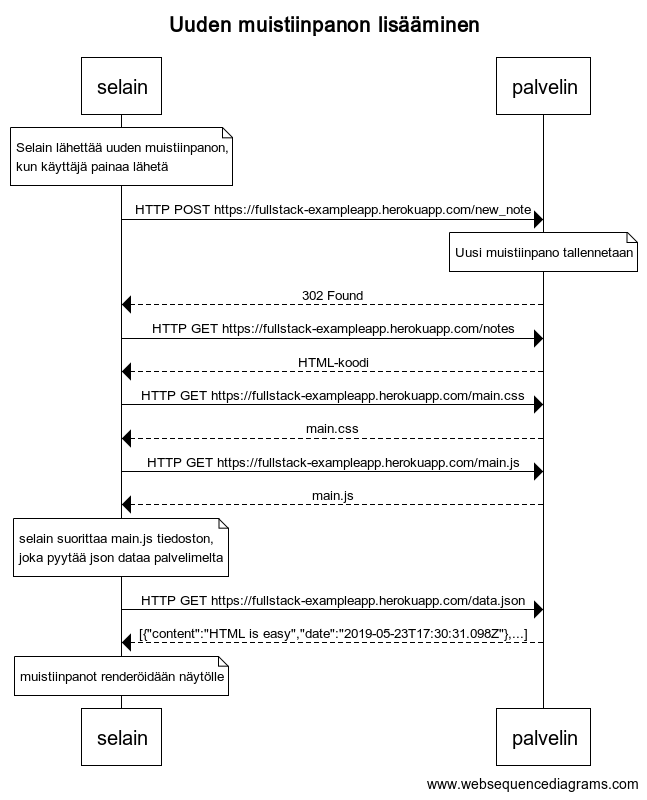 Uuden muistiinpanon lisääminen
selain
palvelin
Selain lähettää uuden muistiinpanon,
kun käyttäjä painaa lähetä
HTTP POST https://fullstack-exampleapp.herokuapp.com/new_note
Uusi muistiinpano tallennetaan
302 Found
HTTP GET https://fullstack-exampleapp.herokuapp.com/notes
HTML-koodi
HTTP GET https://fullstack-exampleapp.herokuapp.com/main.css
main.css
HTTP GET https://fullstack-exampleapp.herokuapp.com/main.js
main.js
selain suorittaa main.js tiedoston,
joka pyytää json dataa palvelimelta
HTTP GET https://fullstack-exampleapp.herokuapp.com/data.json
[{"content":"HTML is easy","date":"2019-05-23T17:30:31.098Z"},...]
muistiinpanot renderöidään näytölle
selain
palvelin
www.websequencediagrams.com